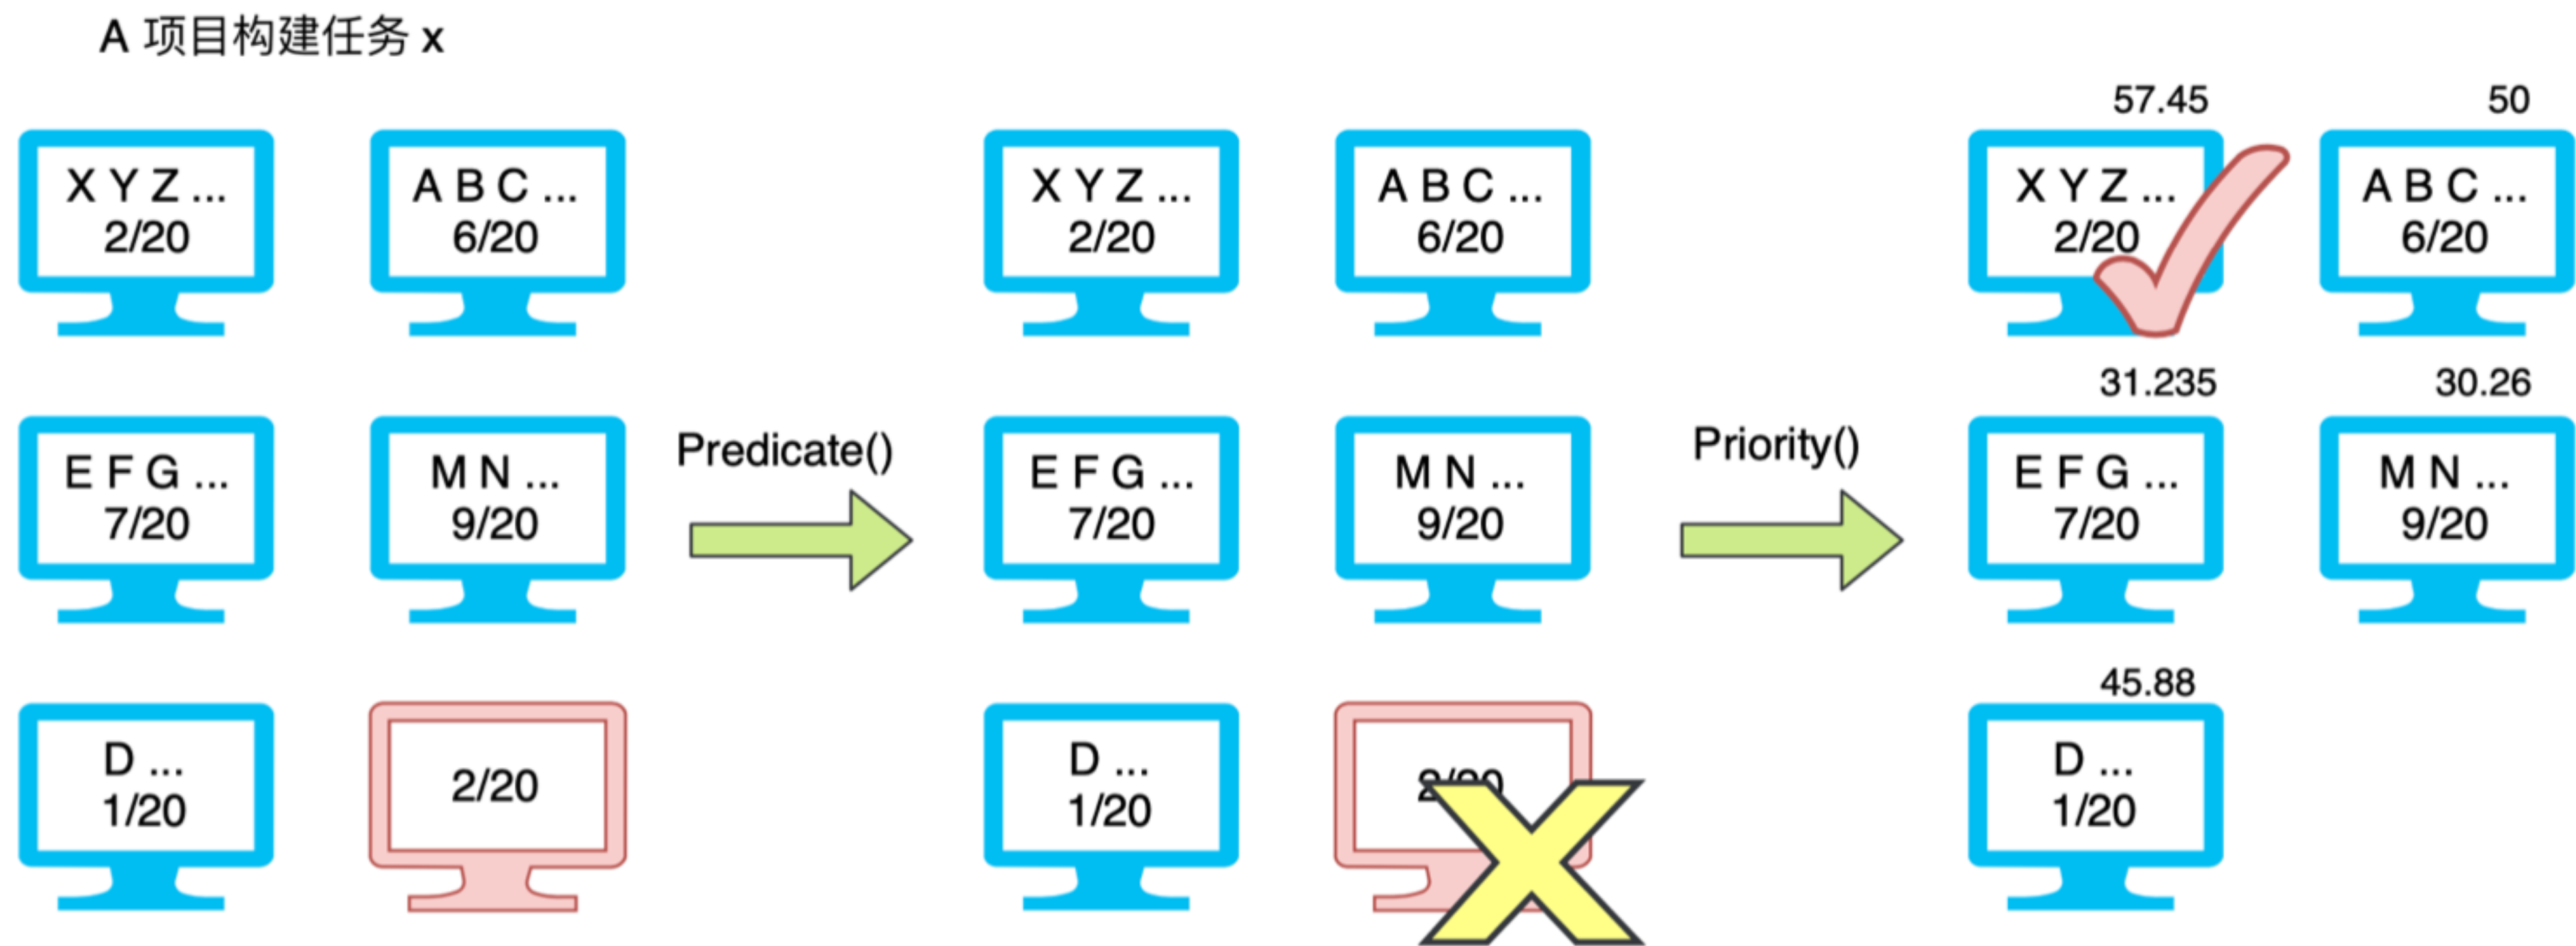 A 项目构建任务 x
X Y Z ...
2/20
A B C ...
6/20
E F G ...
7/20
M N ...
9/20
D ...
1/20
2/20
Predicate()
X Y Z ...
2/20
A B C ...
6/20
E F G ...
7/20
M N ...
9/20
D ...
1/20
2/20
Priority()
57.45
X Y Z ...
2/20
50
A B C ...
6/20
31.235
E F G ...
7/20
30.26
M N ...
9/20
45.88
D ...
1/20